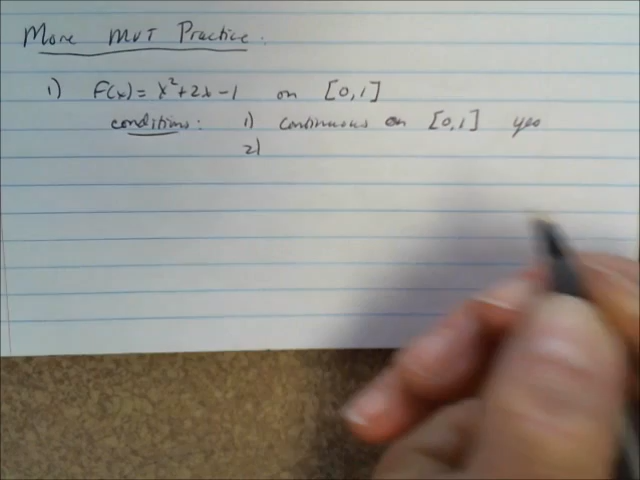 More MVT Practice:
1) F(x) = x²+2x-1 on [0,1]
conditions: 1) continuous on [0,1] yes
2)